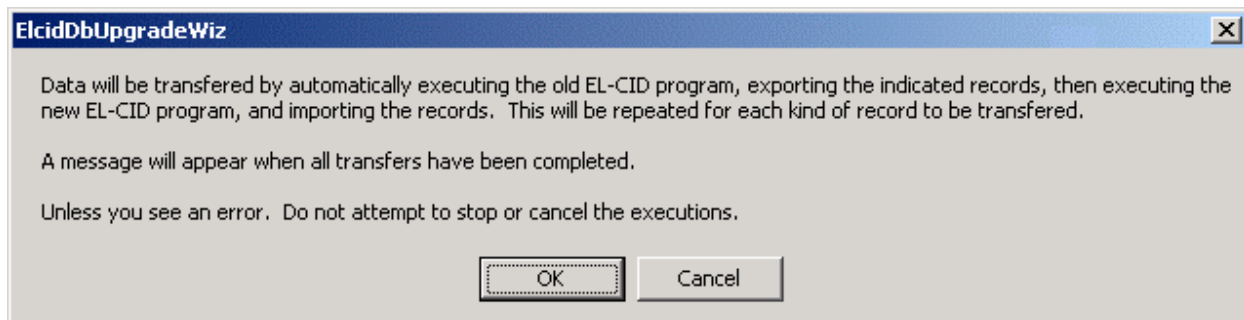 ElcidDbUpgradeWiz
Data will be transfered by automatically executing the old EL-CID program, exporting the indicated records, then executing the
new EL-CID program, and importing the records.  This will be repeated for each kind of record to be transfered.
A message will appear when all transfers have been completed.
Unless you see an error.  Do not attempt to stop or cancel the executions.
OK
Cancel